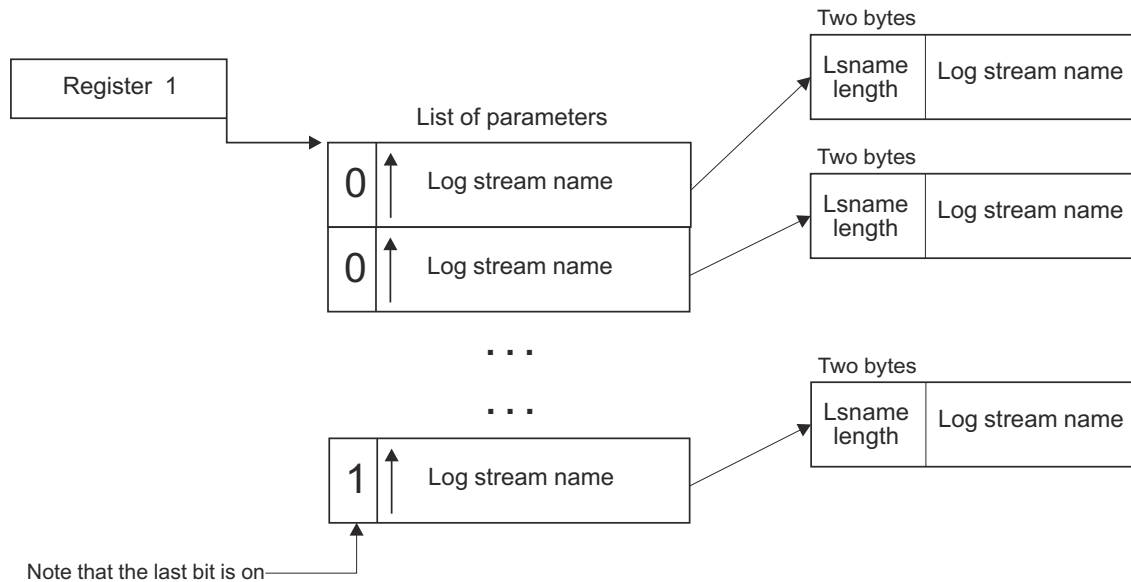 Register 1
List of parameters
0 Log stream name
0 Log stream name
. . .
. . .
1 Log stream name
Note that the last bit is on
Two bytes
Lsname
length
Log stream name
Two bytes
Lsname
length
Log stream name
Two bytes
Lsname
length
Log stream name